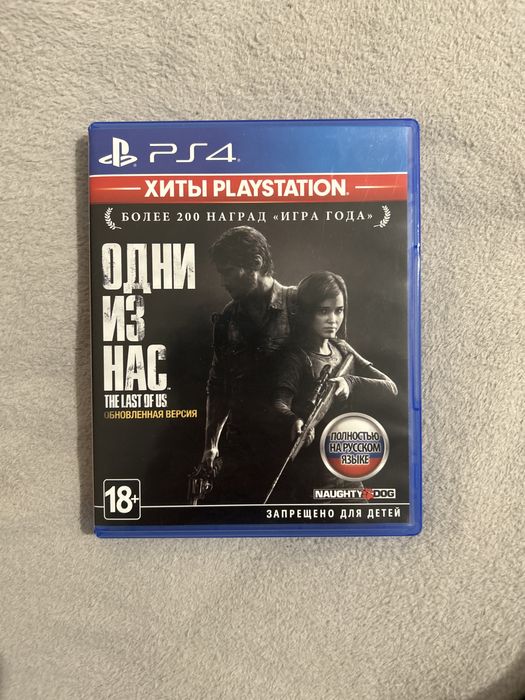 PS4
ХИТЫ PLAYSTATION
БОЛЕЕ 200 НАГРАД «ИГРА ГОДА»
ОДНИ
ИЗ
НАС
THE LAST OF US
ОБНОВЛЕННАЯ ВЕРСИЯ
ПОЛНОСТЬЮ
НА РУССКОМ
ЯЗЫКЕ
18+
NAUGHTY DOG
ЗАПРЕЩЕНО ДЛЯ ДЕТЕЙ